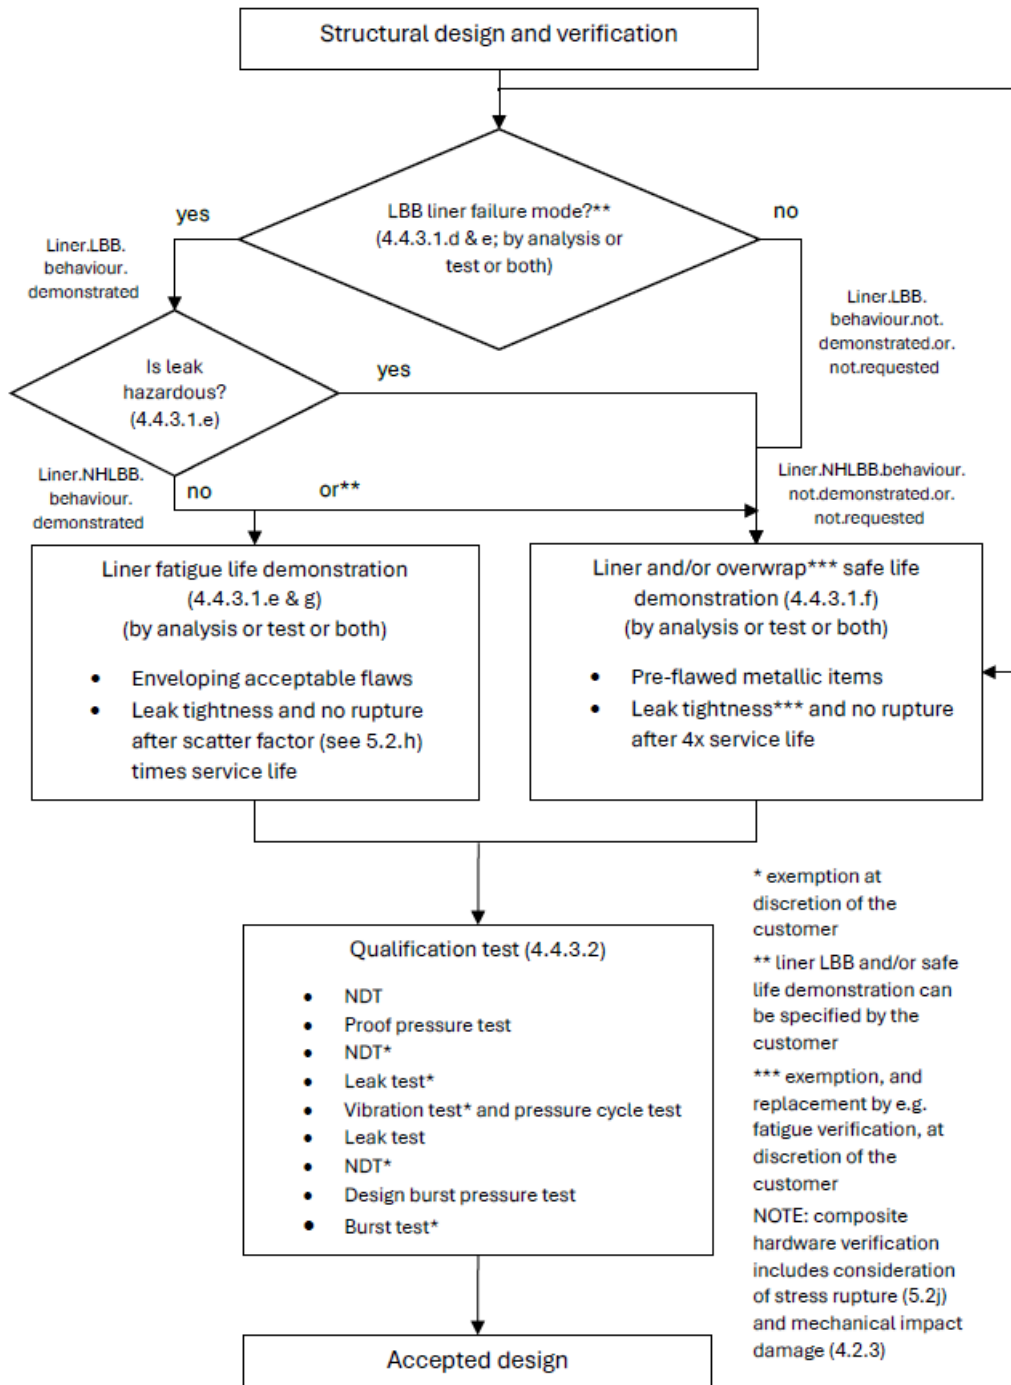 Structural design and verification
LBB liner failure mode?**
(4.4.3.1.d & e; by analysis or
test or both)
yes
no
Liner.LBB.
behaviour.
demonstrated
Liner.LBB.
behaviour.not.
demonstrated.or.
not.requested
Is leak
hazardous?
(4.4.3.1.e)
yes
Liner.NHLBB.
behaviour.
demonstrated
no
or**
Liner.NHLBB.behaviour.
not.demonstrated.or.
not.requested
Liner fatigue life demonstration
(4.4.3.1.e & g)
(by analysis or test or both)
• Enveloping acceptable flaws
• Leak tightness and no rupture
after scatter factor (see 5.2.h)
times service life
Liner and/or overwrap*** safe life
demonstration (4.4.3.1.f)
(by analysis or test or both)
• Pre-flawed metallic items
• Leak tightness*** and no rupture
after 4x service life
Qualification test (4.4.3.2)
• NDT
• Proof pressure test
• NDT*
• Leak test*
• Vibration test* and pressure cycle test
• Leak test
• NDT*
• Design burst pressure test
• Burst test*
* exemption at
discretion of the
customer
** liner LBB and/or safe
life demonstration can
be specified by the
customer
*** exemption, and
replacement by e.g.
fatigue verification, at
discretion of the
customer
NOTE: composite
hardware verification
includes consideration
of stress rupture (5.2j)
and mechanical impact
damage (4.2.3)
Accepted design